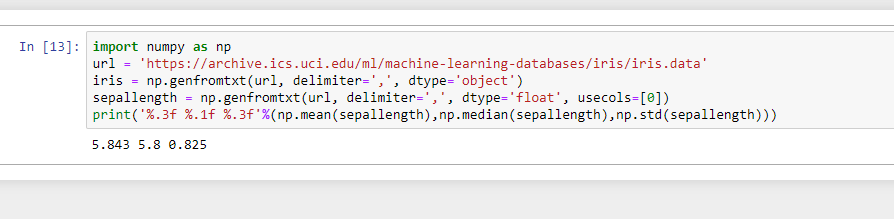 In [13]: import numpy as np
url = 'https://archive.ics.uci.edu/ml/machine-learning-databases/iris/iris.data'
iris = np.genfromtxt(url, delimiter=',', dtype='object')
sepallength = np.genfromtxt(url, delimiter=',', dtype='float', usecols=[0])
print('%.3f %.1f %.3f'%(np.mean(sepallength),np.median(sepallength),np.std(sepallength)))
5.843 5.8 0.825